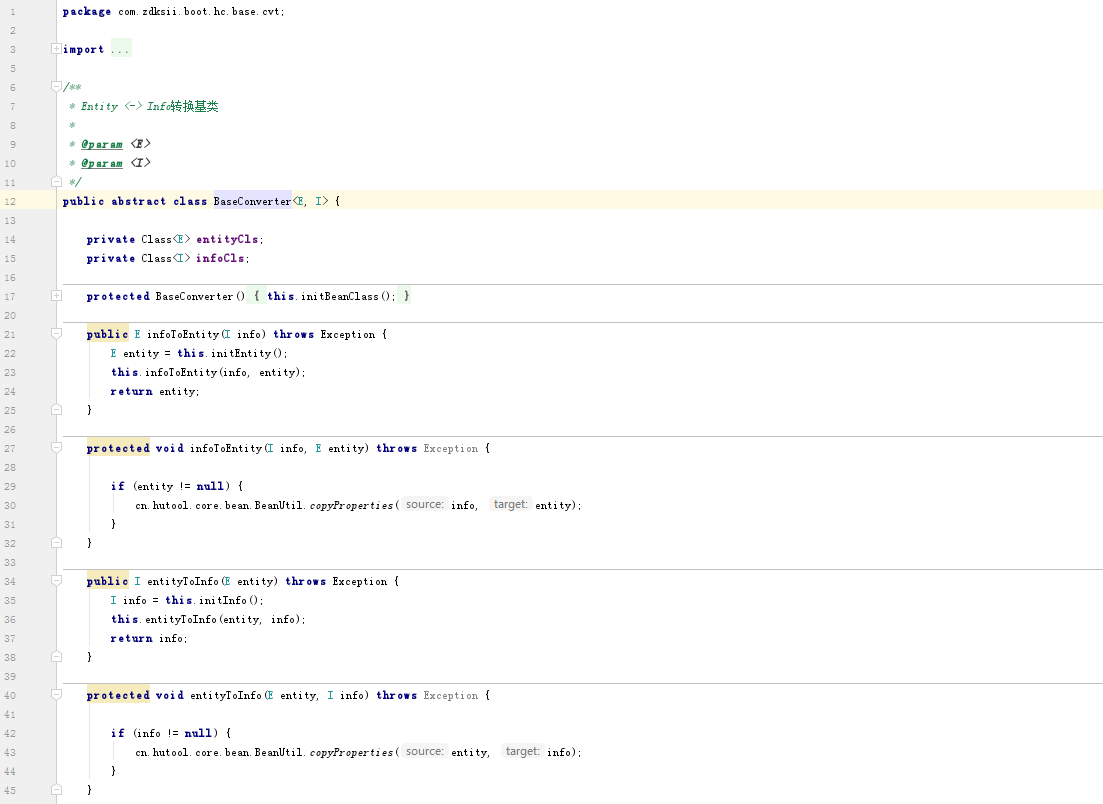 1 package com.zdksii.boot.hc.base.cvt;
2
3 import ...
5
6 /**
7 * Entity <-> Info转换基类
8 *
9 * @param <E>
10 * @param <I>
11 */
12 public abstract class BaseConverter<E, I> {
13
14 private Class<E> entityCls;
15 private Class<I> infoCls;
16
17 protected BaseConverter() { this.initBeanClass(); }
20
21 public E infoToEntity(I info) throws Exception {
22 E entity = this.initEntity();
23 this.infoToEntity(info, entity);
24 return entity;
25 }
26
27 protected void infoToEntity(I info, E entity) throws Exception {
28
29 if (entity != null) {
30 cn.hutool.core.bean.BeanUtil.copyProperties( source: info, target: entity);
31 }
32 }
33
34 public I entityToInfo(E entity) throws Exception {
35 I info = this.initInfo();
36 this.entityToInfo(entity, info);
37 return info;
38 }
39
40 protected void entityToInfo(E entity, I info) throws Exception {
41
42 if (info != null) {
43 cn.hutool.core.bean.BeanUtil.copyProperties( source: entity, target: info);
44 }
45 }